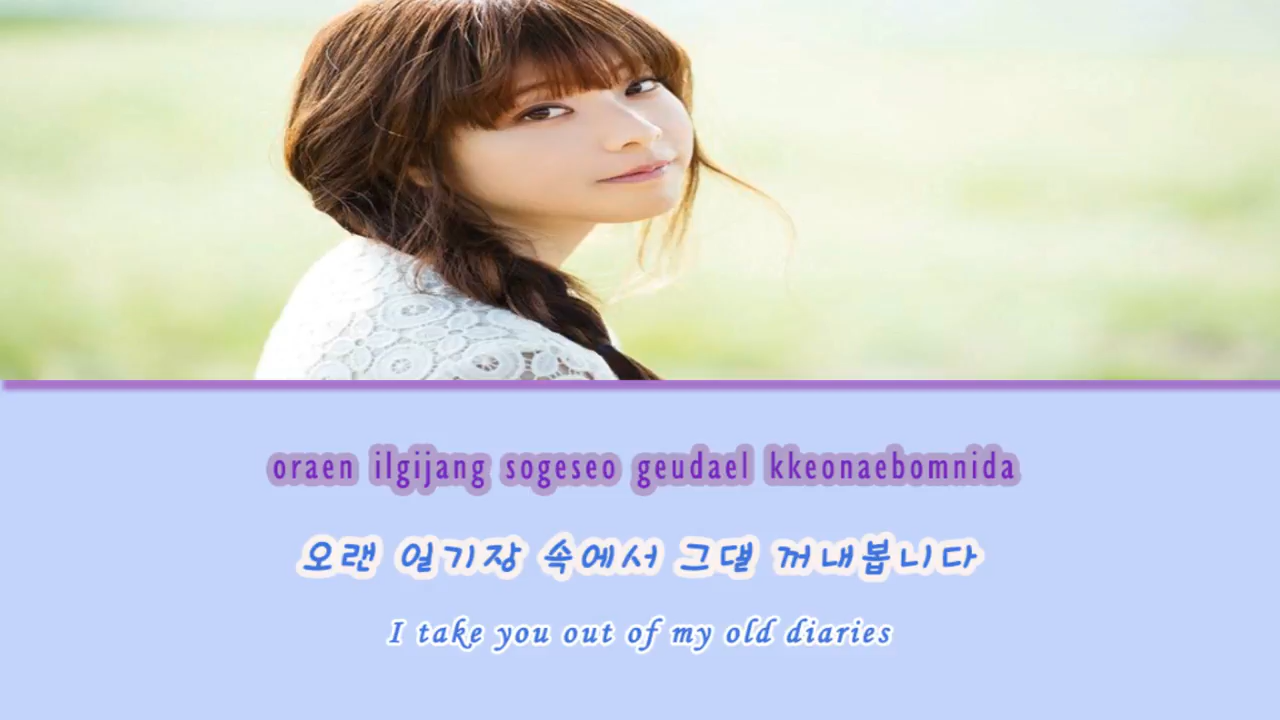 oraen ilgijang sogeseo geudael kkeonaebomnida
오랜 일기장 속에서 그댈 꺼내봅니다
I take you out of my old diaries